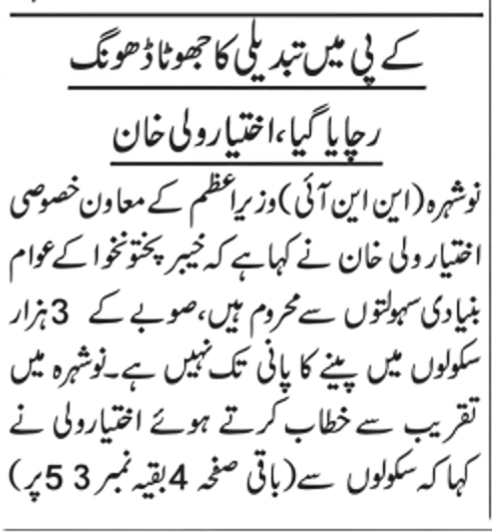 کے پی میں تبدیلی کا جھوٹا ڈھونگ
رچایا گیا، اختیار ولی خان
نوشہرہ (این این آئی) وزیراعظم کے معاون خصوصی
اختیار ولی خان نے کہا ہے کہ خیبر پختونخوا کے عوام
بنیادی سہولتوں سے محروم ہیں، صوبے کے 3 ہزار
سکولوں میں پینے کا پانی تک نہیں ہے۔ نوشہرہ میں
تقریب سے خطاب کرتے ہوئے اختیار ولی نے
کہا کہ سکولوں سے (باقی صفحہ 4 بقیہ نمبر 53 پر)